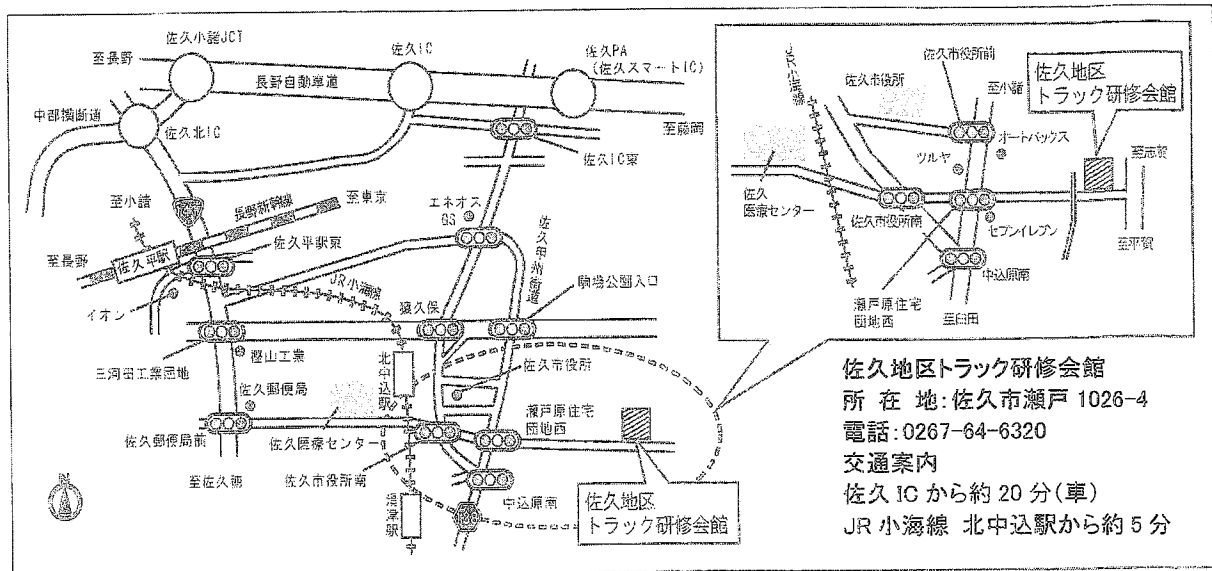 佐久小諸JCT
佐久IC
佐久PA
(佐久スマートIC)
至長野
長野自動車道
中部横断道
佐久北IC
至藤岡
佐久IC東
至小諸
長野新幹線
至東京
エネオス
GS
佐久甲州街道
佐久平駅東
至長野
佐久平駅
JR小海線
イオン
猿久保
駒場公園入口
三河田工業団地
樫山工業
北中込駅
佐久市役所
佐久郵便局
瀬戸原住宅
団地西
佐久郵便局前
佐久医療センター
至佐久穂
佐久市役所南
滑津駅
中込原南
佐久地区
トラック研修会館
N
佐久市役所前
佐久市役所
至小諸
佐久地区
トラック研修会館
オートバックス
ツルヤ
至志賀
佐久
医療センター
佐久市役所南
セブンイレブン
至平賀
中込原南
瀬戸原住宅
団地西
至臼田
佐久地区トラック研修会館
所 在 地:佐久市瀬戸 1026-4
電話:0267-64-6320
交通案内
佐久 IC から約 20 分(車)
JR 小海線 北中込駅から約 5 分